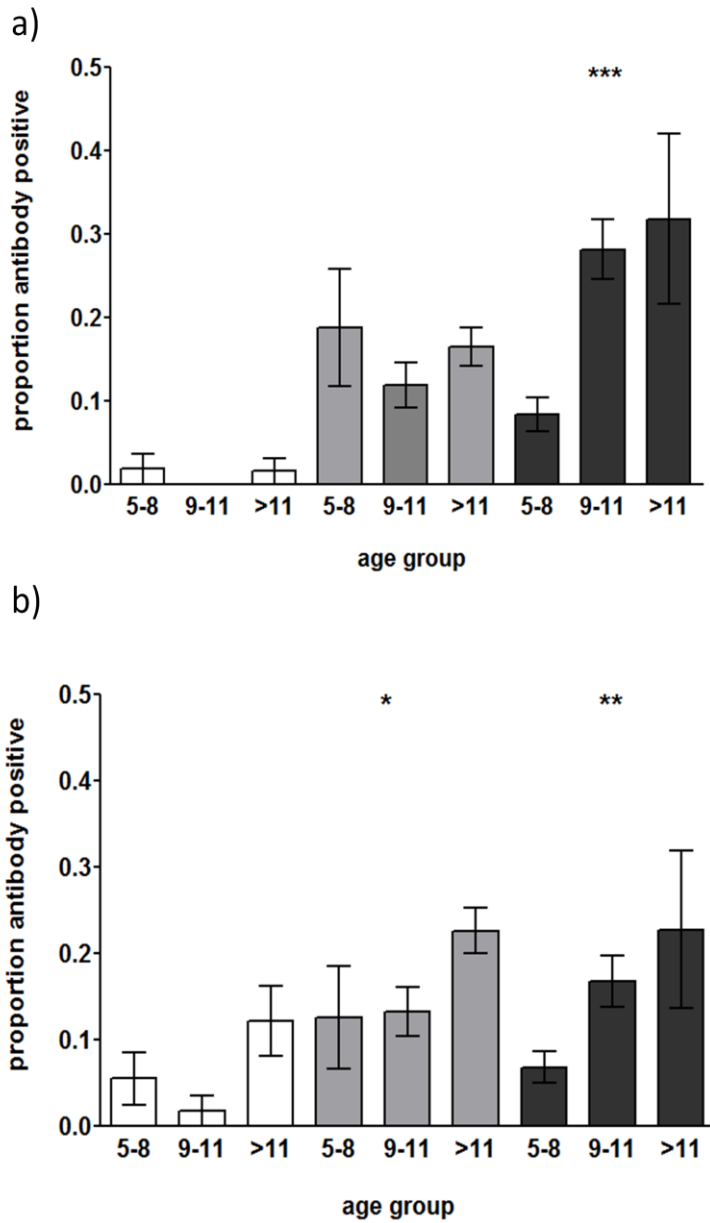 a)
proportion antibody positive
0.5
0.4
0.3
0.2
0.1
0.0
***
5-8 9-11 >11 5-8 9-11 >11 5-8 9-11 >11
age group
b)
proportion antibody positive
0.5
0.4
0.3
0.2
0.1
0.0
* **
5-8 9-11 >11 5-8 9-11 >11 5-8 9-11 >11
age group